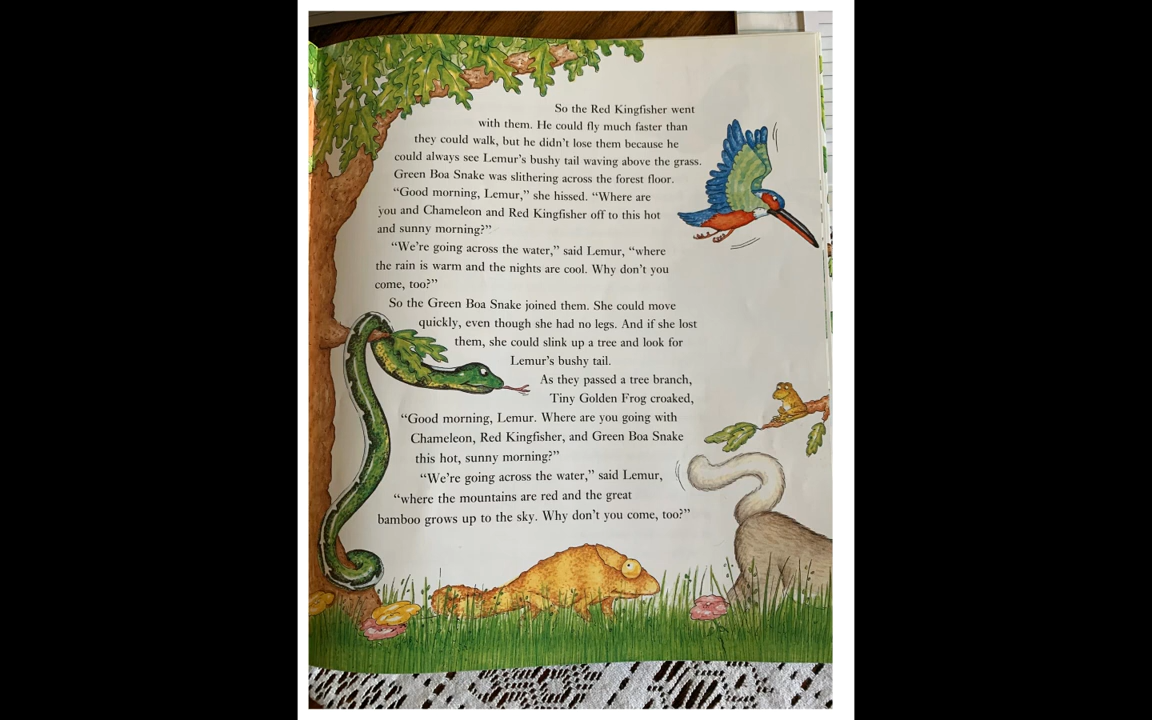 So the Red Kingfisher went
with them. He could fly much faster than
they could walk, but he didn't lose them because he
could always see Lemur's bushy tail waving above the grass.
Green Boa Snake was slithering across the forest floor.
“Good morning, Lemur,” she hissed. “Where are
you and Chameleon and Red Kingfisher off to this hot
and sunny morning?”
“We're going across the water,” said Lemur, “where
the rain is warm and the nights are cool. Why don't you
come, too?”
So the Green Boa Snake joined them. She could move
quickly, even though she had no legs. And if she lost
them, she could slink up a tree and look for
Lemur's bushy tail.
As they passed a tree branch,
Tiny Golden Frog croaked,
“Good morning, Lemur. Where are you going with
Chameleon, Red Kingfisher, and Green Boa Snake
this hot, sunny morning?”
“We're going across the water,” said Lemur,
“where the mountains are red and the great
bamboo grows up to the sky. Why don't you come, too?”